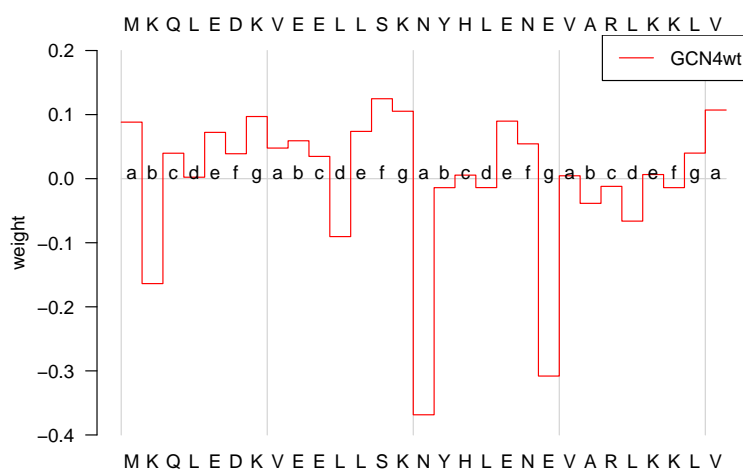 M K Q L E D K V E E L L S K N Y H L E N E V A R L K K L V
GCN4wt
0.2
0.1
0.0
−0.1
−0.2
−0.3
−0.4
weight
a b c d e f g a b c d e f g a b c d e f g a b c d e f g a
M K Q L E D K V E E L L S K N Y H L E N E V A R L K K L V